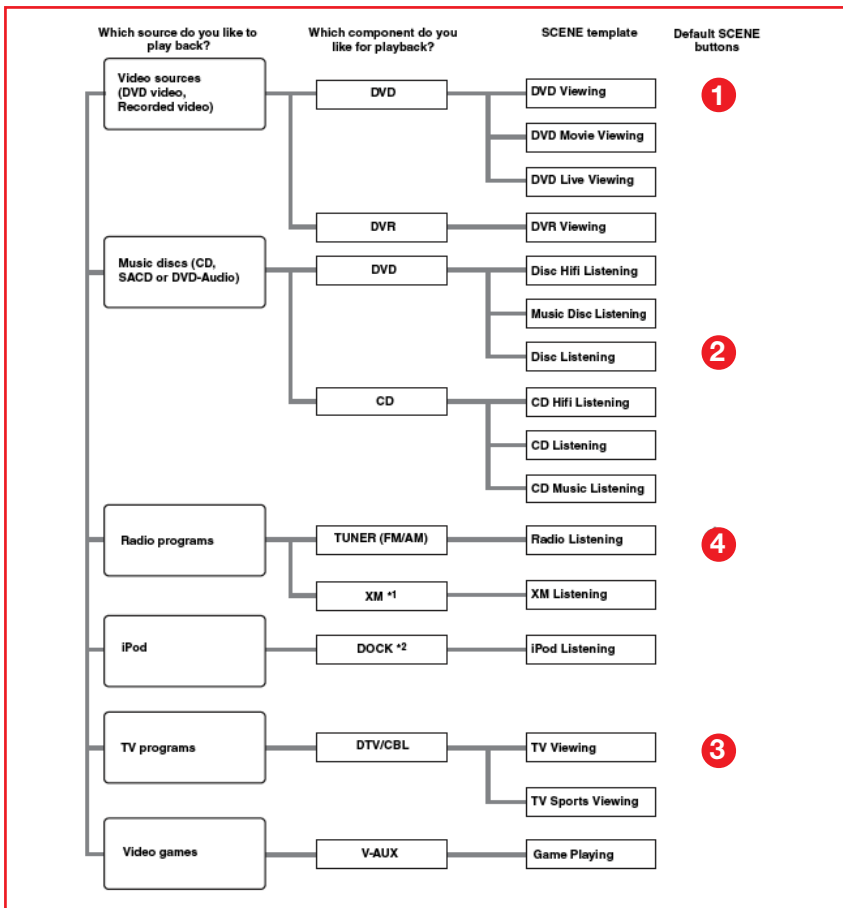 Which source do you like to
play back?
Which component do you
like for playback?
SCENE template
Default SCENE
buttons
Video sources
(DVD video,
Recorded video)
DVD
DVD Viewing
1
DVD Movie Viewing
DVD Live Viewing
DVR
DVR Viewing
Music discs (CD,
SACD or DVD-Audio)
DVD
Disc Hifi Listening
Music Disc Listening
Disc Listening
2
CD
CD Hifi Listening
CD Listening
CD Music Listening
Radio programs
TUNER (FM/AM)
Radio Listening
4
XM *1
XM Listening
iPod
DOCK *2
iPod Listening
TV programs
DTV/CBL
TV Viewing
3
TV Sports Viewing
Video games
V-AUX
Game Playing